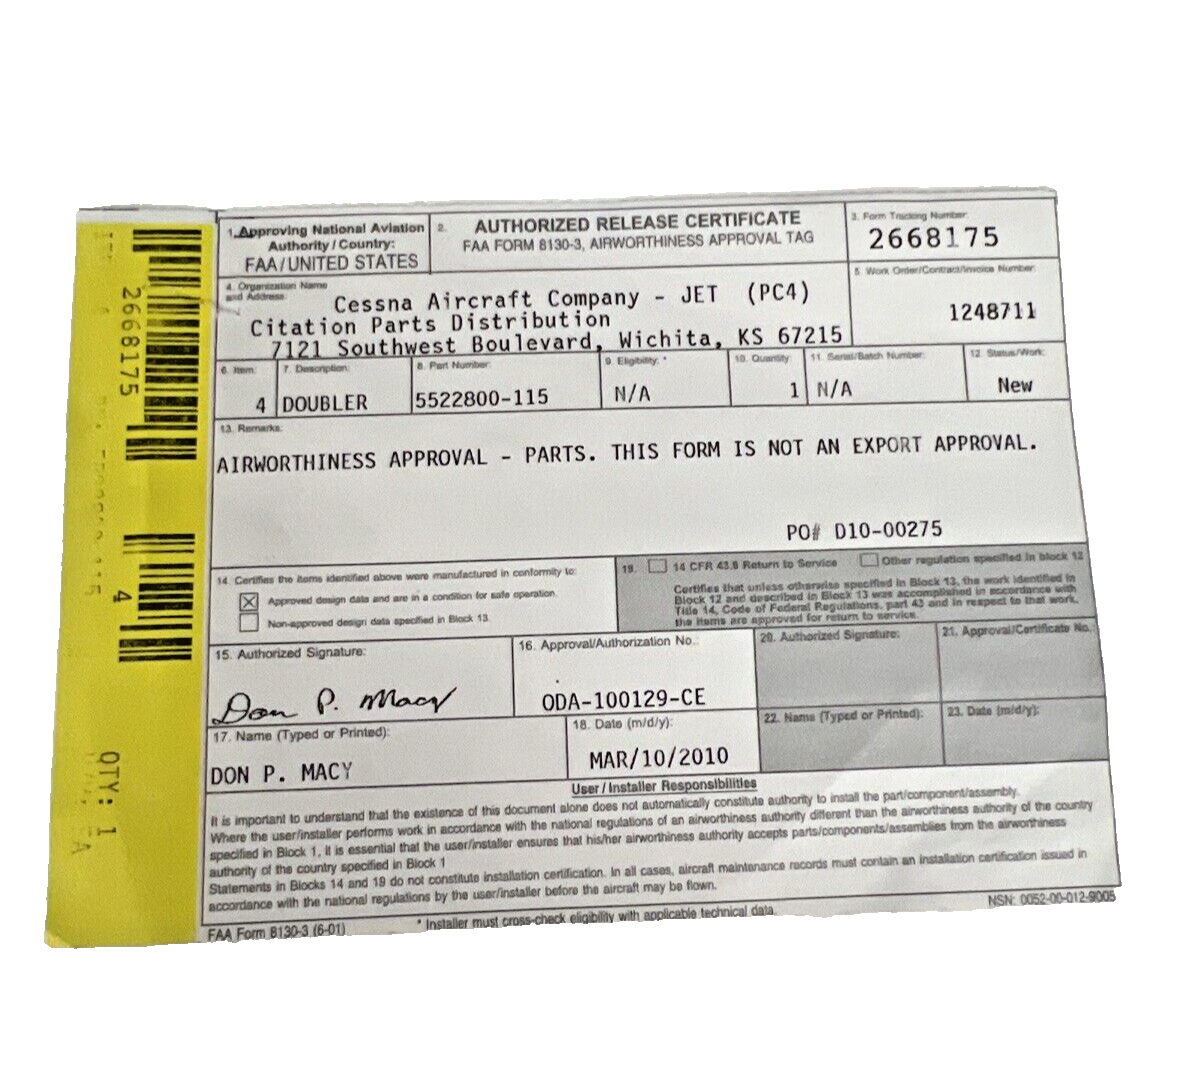 1. Approving National Aviation
Authority / Country:
FAA/UNITED STATES
2.
AUTHORIZED RELEASE CERTIFICATE
FAA FORM 8130-3, AIRWORTHINESS APPROVAL TAG
3. Form Tracking Number:
2668175
4. Organization Name
and Address:
Cessna Aircraft Company - JET (PC4)
Citation Parts Distribution
7121 Southwest Boulevard, Wichita, KS 67215
5. Work Order/Contract/Invoice Number:
1248711
6. Item:
4
7. Description:
DOUBLER
8. Part Number:
5522800-115
9. Eligibility: *
N/A
10. Quantity:
1
11. Serial/Batch Number:
N/A
12. Status/Work:
New
13. Remarks:
AIRWORTHINESS APPROVAL - PARTS. THIS FORM IS NOT AN EXPORT APPROVAL.
PO# D10-00275
14. Certifies the items identified above were manufactured in conformity to:
Approved design data and are in a condition for safe operation.
Non-approved design data specified in Block 13.
19. 14 CFR 43.9 Return to Service Other regulation specified in block 13
Certifies that unless otherwise specified in Block 13, the work identified in
Block 12 and described in Block 13 was accomplished in accordance with
Title 14, Code of Federal Regulations, part 43 and in respect to that work,
the items are approved for return to service.
15. Authorized Signature:
Don P. Macy
16. Approval/Authorization No.:
ODA-100129-CE
20. Authorized Signature:
21. Approval/Certificate No.:
17. Name (Typed or Printed):
DON P. MACY
18. Date (m/d/y):
MAR/10/2010
22. Name (Typed or Printed):
23. Date (m/d/y):
User/Installer Responsibilities
It is important to understand that the existence of this document alone does not automatically constitute authority to install the part/component/assembly.
Where the user/installer performs work in accordance with the national regulations of an airworthiness authority different than the airworthiness authority of the country
specified in Block 1, it is essential that the user/installer ensures that his/her airworthiness authority accepts parts/components/assemblies from the airworthiness
authority of the country specified in Block 1
Statements in Blocks 14 and 19 do not constitute installation certification. In all cases, aircraft maintenance records must contain an installation certification issued in
accordance with the national regulations by the user/installer before the aircraft may be flown.
FAA Form 8130-3 (6-01)
* Installer must cross-check eligibility with applicable technical data.
NSN: 0052-00-012-9005
2668175
4
QTY: 1